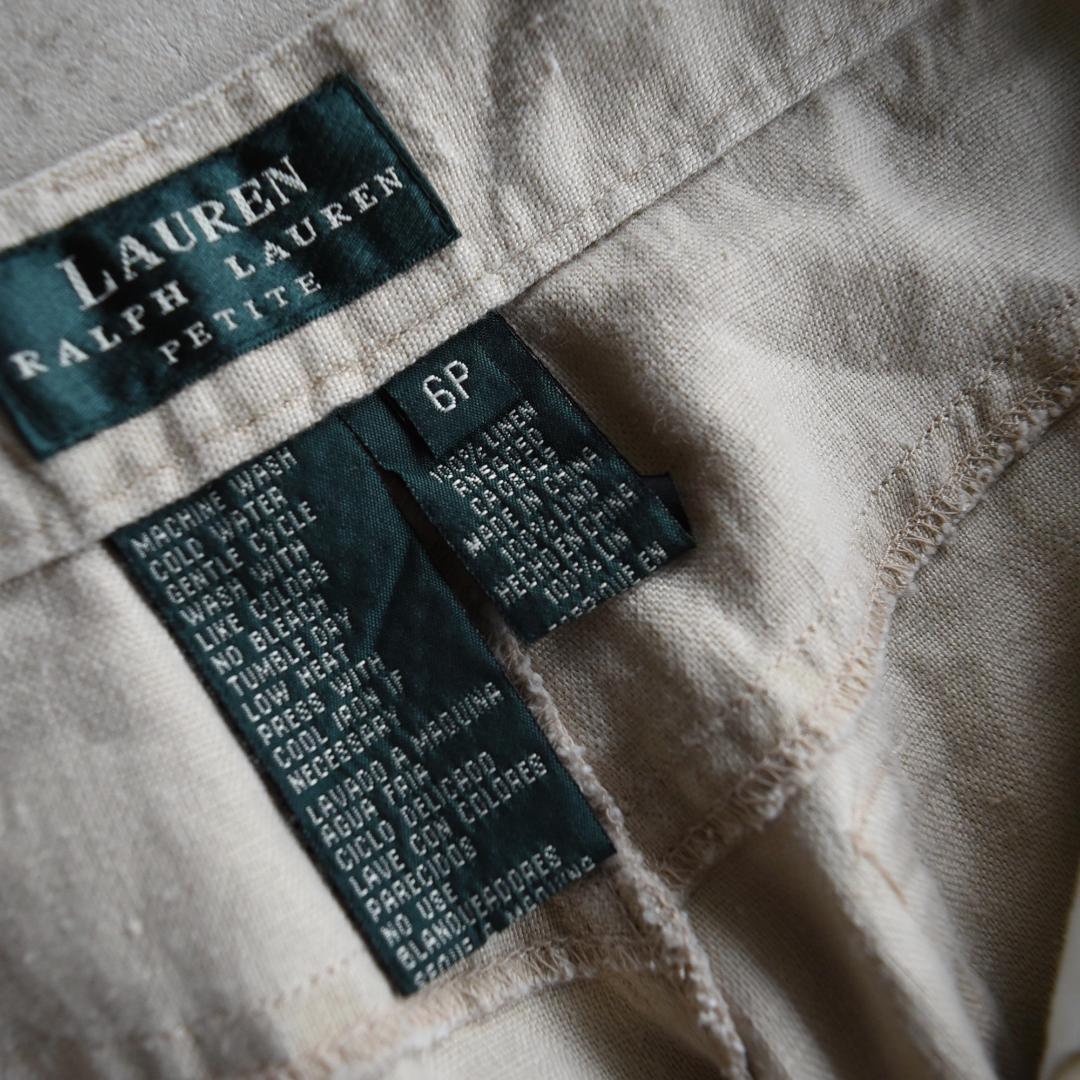 LAUREN
RALPH LAUREN
PETITE
6P
100% LINEN
MADE IN CHINA
100% LIN
MACHINE WASH
COLD WATER
GENTLE CYCLE
WASH WITH
LIKE COLORS
NO BLEACH
TUMBLE DRY
LOW HEAT
PRESS WITH
COOL IRON IF
NECESSARY
LAVADO A MAQUINA
AGUA FRIA
CICLO DELICADO
LAVE CON COLORES
PARECIDOS
NO USE
BLANQUEADORES